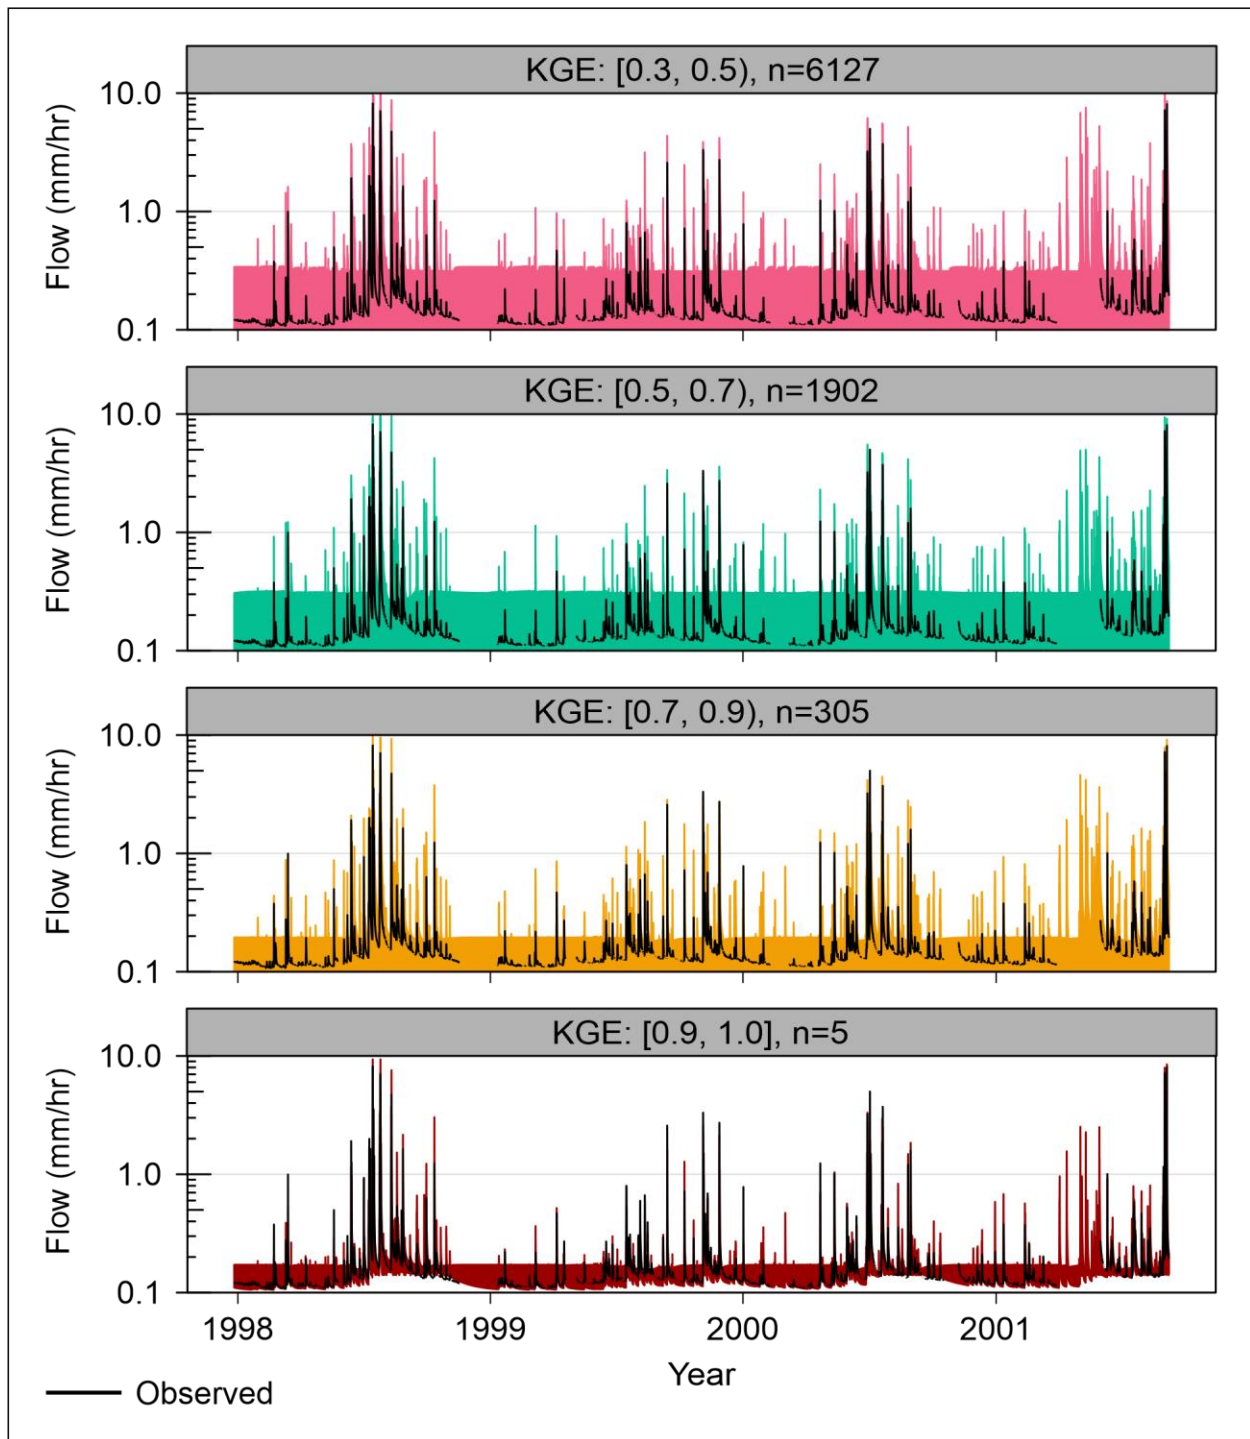 KGE: [0.3, 0.5), n=6127
Flow (mm/hr)
10.0
1.0
0.1
KGE: [0.5, 0.7), n=1902
Flow (mm/hr)
10.0
1.0
0.1
KGE: [0.7, 0.9), n=305
Flow (mm/hr)
10.0
1.0
0.1
KGE: [0.9, 1.0], n=5
Flow (mm/hr)
10.0
1.0
0.1
1998 1999 2000 2001
Year
Observed